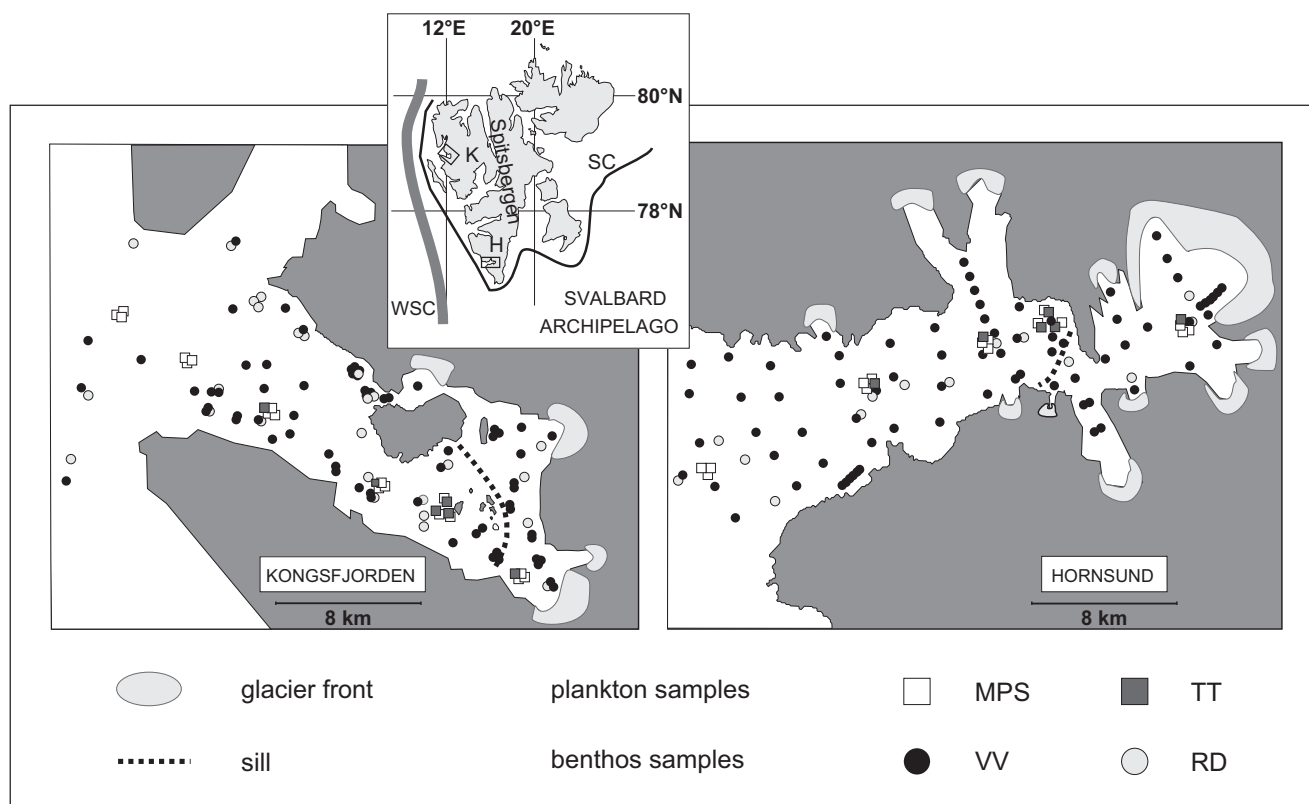 12°E 20°E
80°N
K
Spitsbergen
SC
78°N
H
WSC
SVALBARD
ARCHIPELAGO
KONGSFJORDEN
8 km
HORNSUND
8 km
glacier front
plankton samples
MPS
TT
sill
benthos samples
VV
RD